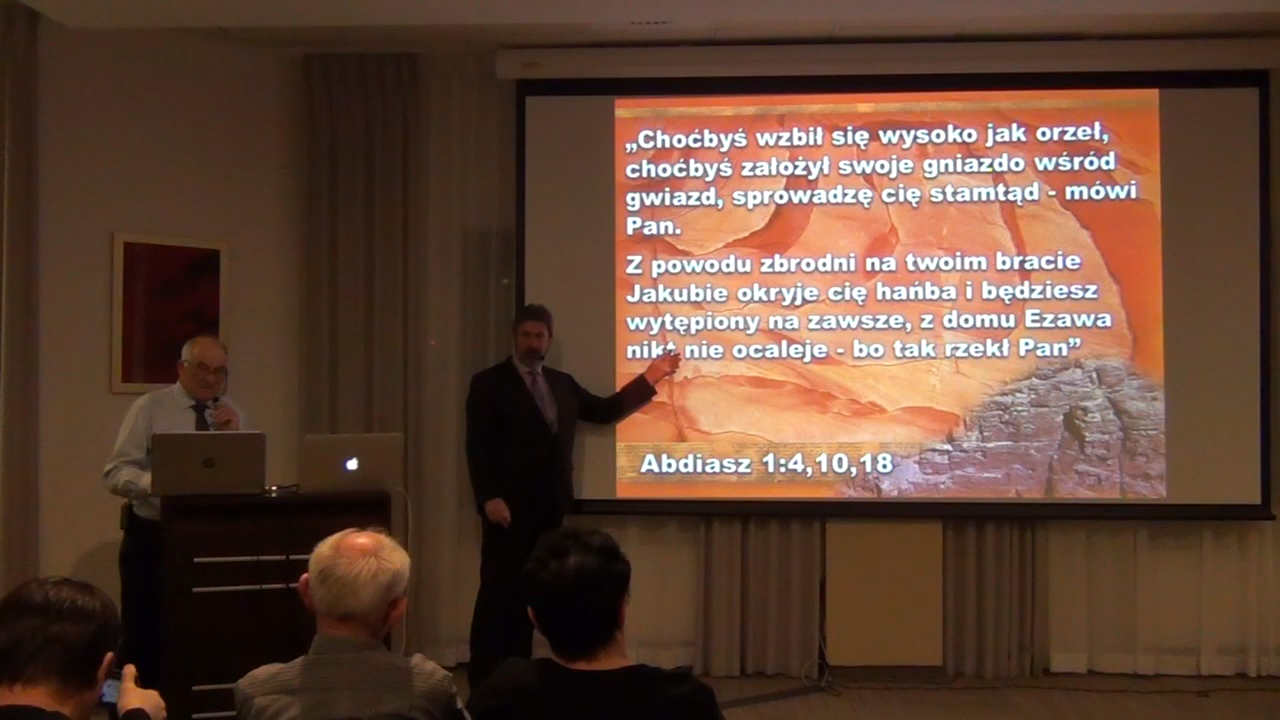 „Choćbyś wzbił się wysoko jak orzeł,
choćbyś założył swoje gniazdo wśród
gwiazd, sprowadzę cię stamtąd - mówi
Pan.
Z powodu zbrodni na twoim bracie
Jakubie okryje cię hańba i będziesz
wytępiony na zawsze, z domu Ezawa
nikt nie ocaleje - bo tak rzekł Pan”
Abdiasz 1:4,10,18